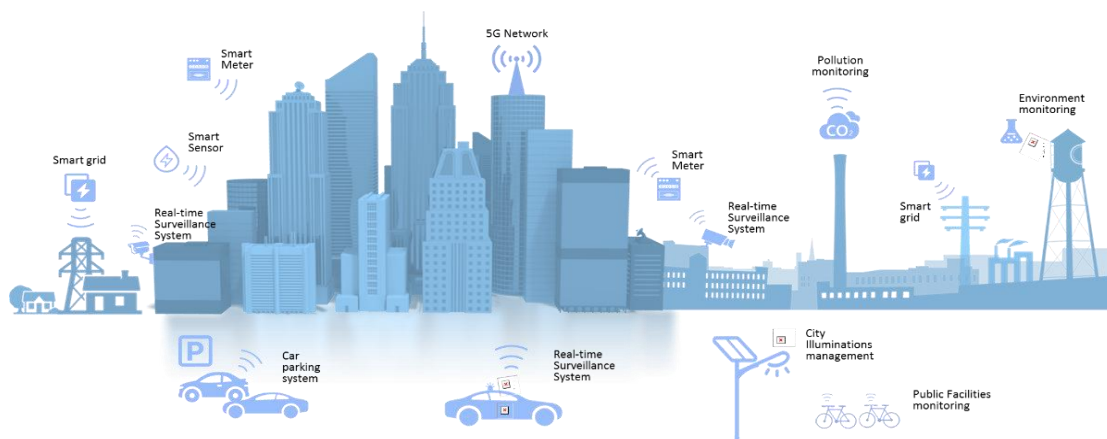 5G Network
Smart
Meter
Pollution
monitoring
Environment
monitoring
CO₂
Smart
Sensor
Smart grid
Smart
Meter
Smart
grid
Real-time
Surveillance
System
Real-time
Surveillance
System
P
Car
parking
system
Real-time
Surveillance
System
City
Illuminations
management
Public Facilities
monitoring